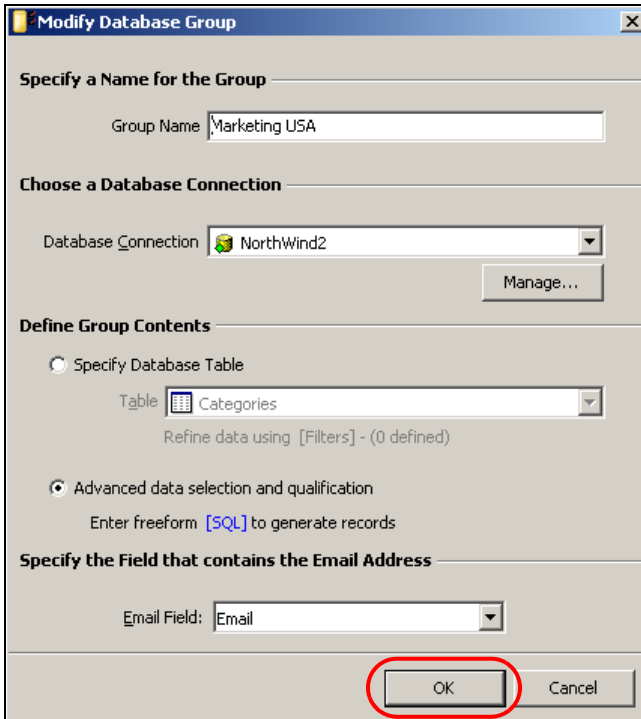 Modify Database Group
Specify a Name for the Group
Group Name Marketing USA
Choose a Database Connection
Database Connection NorthWind2
Manage...
Define Group Contents
Specify Database Table
Table Categories
Refine data using [Filters] - (0 defined)
Advanced data selection and qualification
Enter freeform [SQL] to generate records
Specify the Field that contains the Email Address
Email Field: Email
OK Cancel